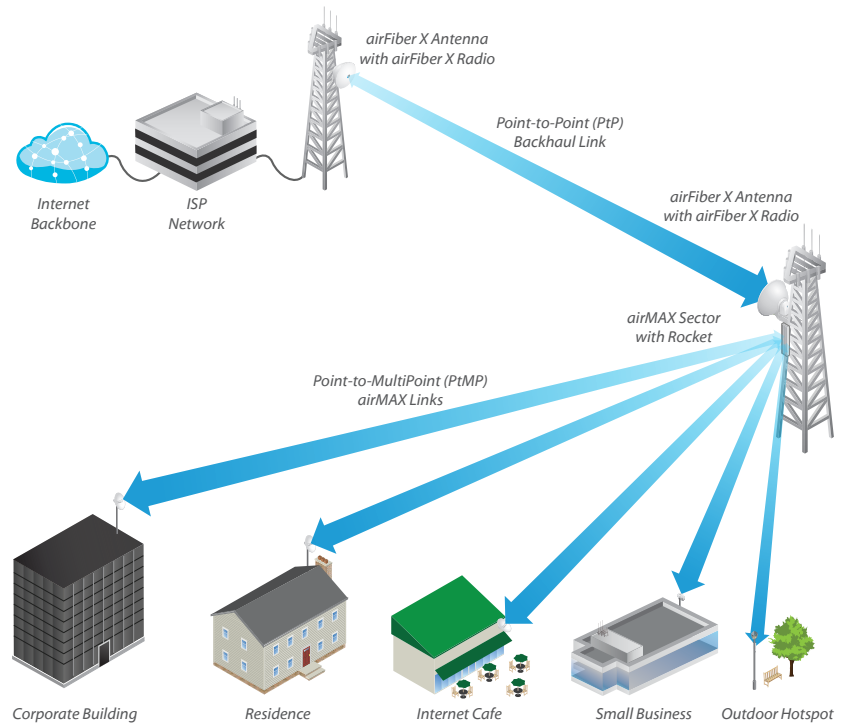 airFiber X Antenna
with airFiber X Radio
Point-to-Point (PtP)
Backhaul Link
Internet
Backbone
ISP
Network
airFiber X Antenna
with airFiber X Radio
airMAX Sector
with Rocket
Point-to-MultiPoint (PtMP)
airMAX Links
Corporate Building
Residence
Internet Cafe
Small Business
Outdoor Hotspot